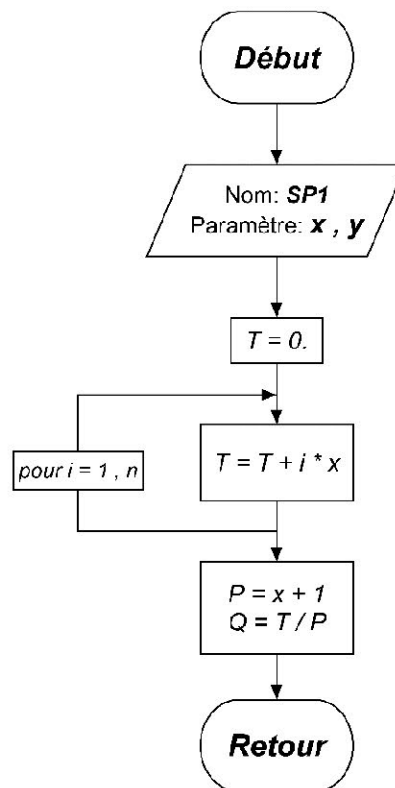 Début
Nom: SP1
Paramètre: x , y
T = 0.
T = T + i * x
pour i = 1 , n
P = x + 1
Q = T / P
Retour